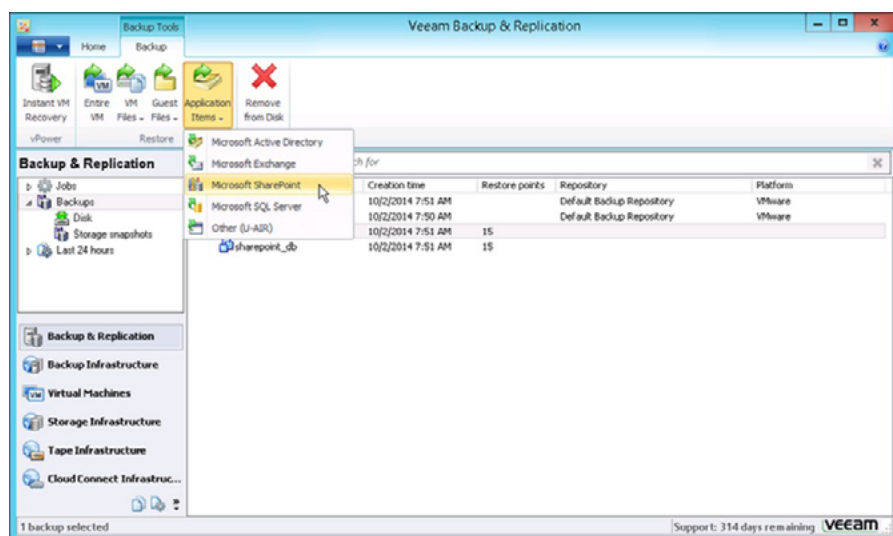 Backup Tools
Veeam Backup & Replication
Home
Backup
Instant VM Recovery
Entire VM
VM Files
Guest Files
Application Items
Remove from Disk
vPower
Restore
Microsoft Active Directory
Microsoft Exchange
Microsoft SharePoint
Microsoft SQL Server
Other (U-AIR)
Backup & Replication
Jobs
Backups
Disk
Storage snapshots
Last 24 hours
for
Creation time Restore points Repository Platform
10/2/2014 7:51 AM Default Backup Repository VMware
10/2/2014 7:50 AM Default Backup Repository VMware
10/2/2014 7:51 AM 15
sharepoint_db 10/2/2014 7:51 AM 15
Backup & Replication
Backup Infrastructure
Virtual Machines
Storage Infrastructure
Tape Infrastructure
Cloud Connect Infrastruc...
1 backup selected
Support: 314 days remaining veeam